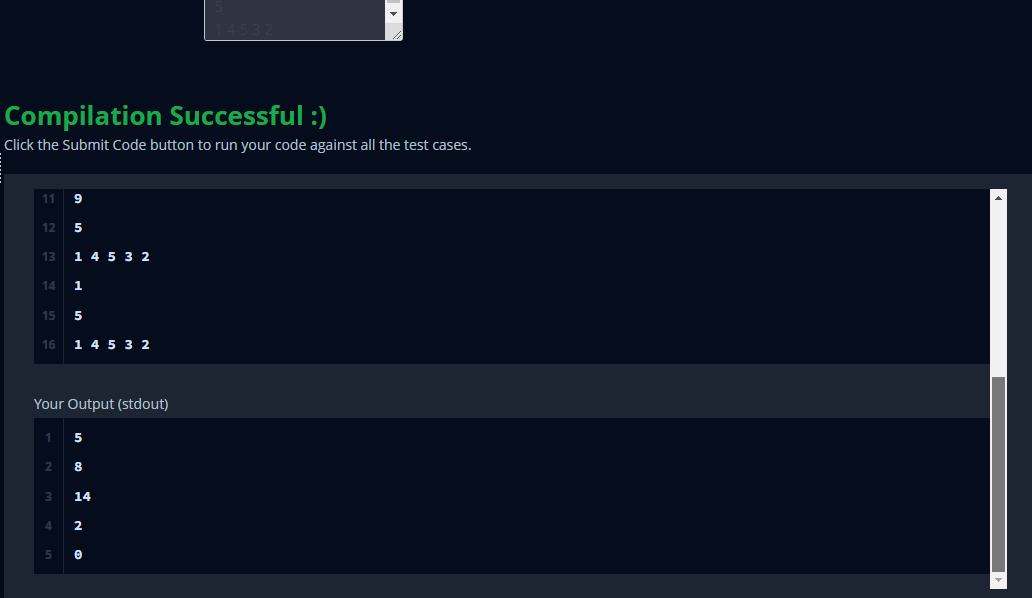 5
1 4 5 3 2
Compilation Successful :)
Click the Submit Code button to run your code against all the test cases.
11 9
12 5
13 1 4 5 3 2
14 1
15 5
16 1 4 5 3 2
Your Output (stdout)
1 5
2 8
3 14
4 2
5 0